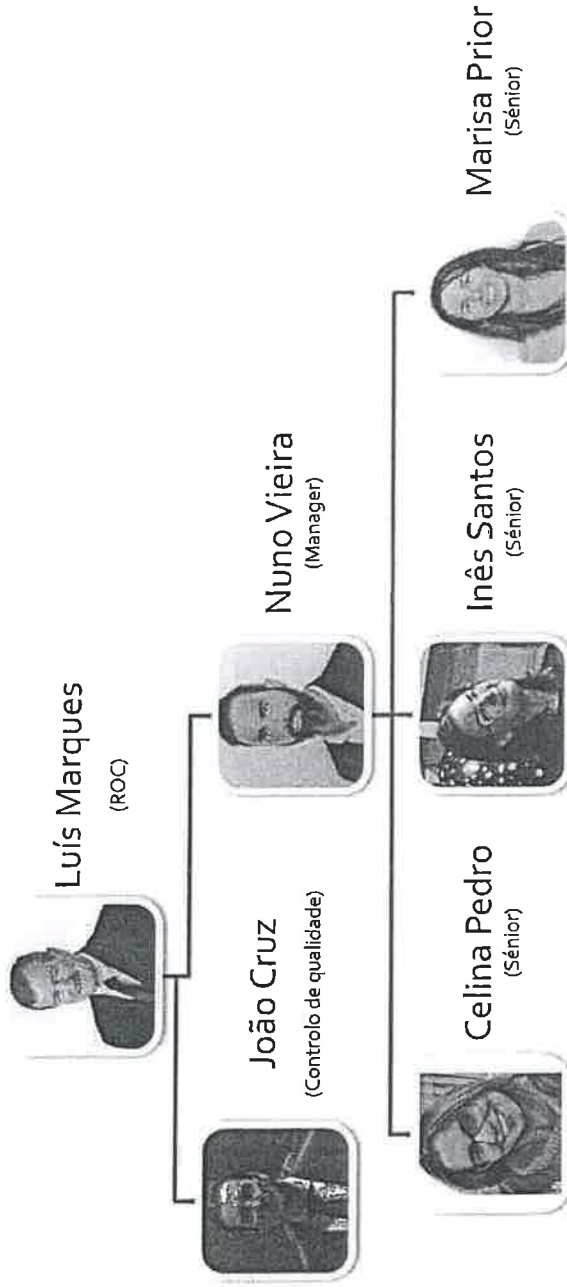 Luís Marques
(ROC)
João Cruz
(Controlo de qualidade)
Nuno Vieira
(Manager)
Celina Pedro
(Sénior)
Inês Santos
(Sénior)
Marisa Prior
(Sénior)